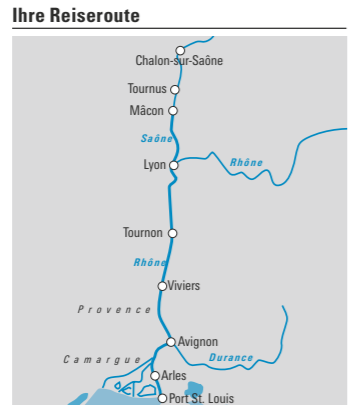 Ihre Reiseroute
Chalon-sur-Saône
Tournus
Mâcon
Saône
Lyon
Rhône
Tournon
Rhône
Viviers
Provence
Avignon
Camargue
Durance
Arles
Port St. Louis